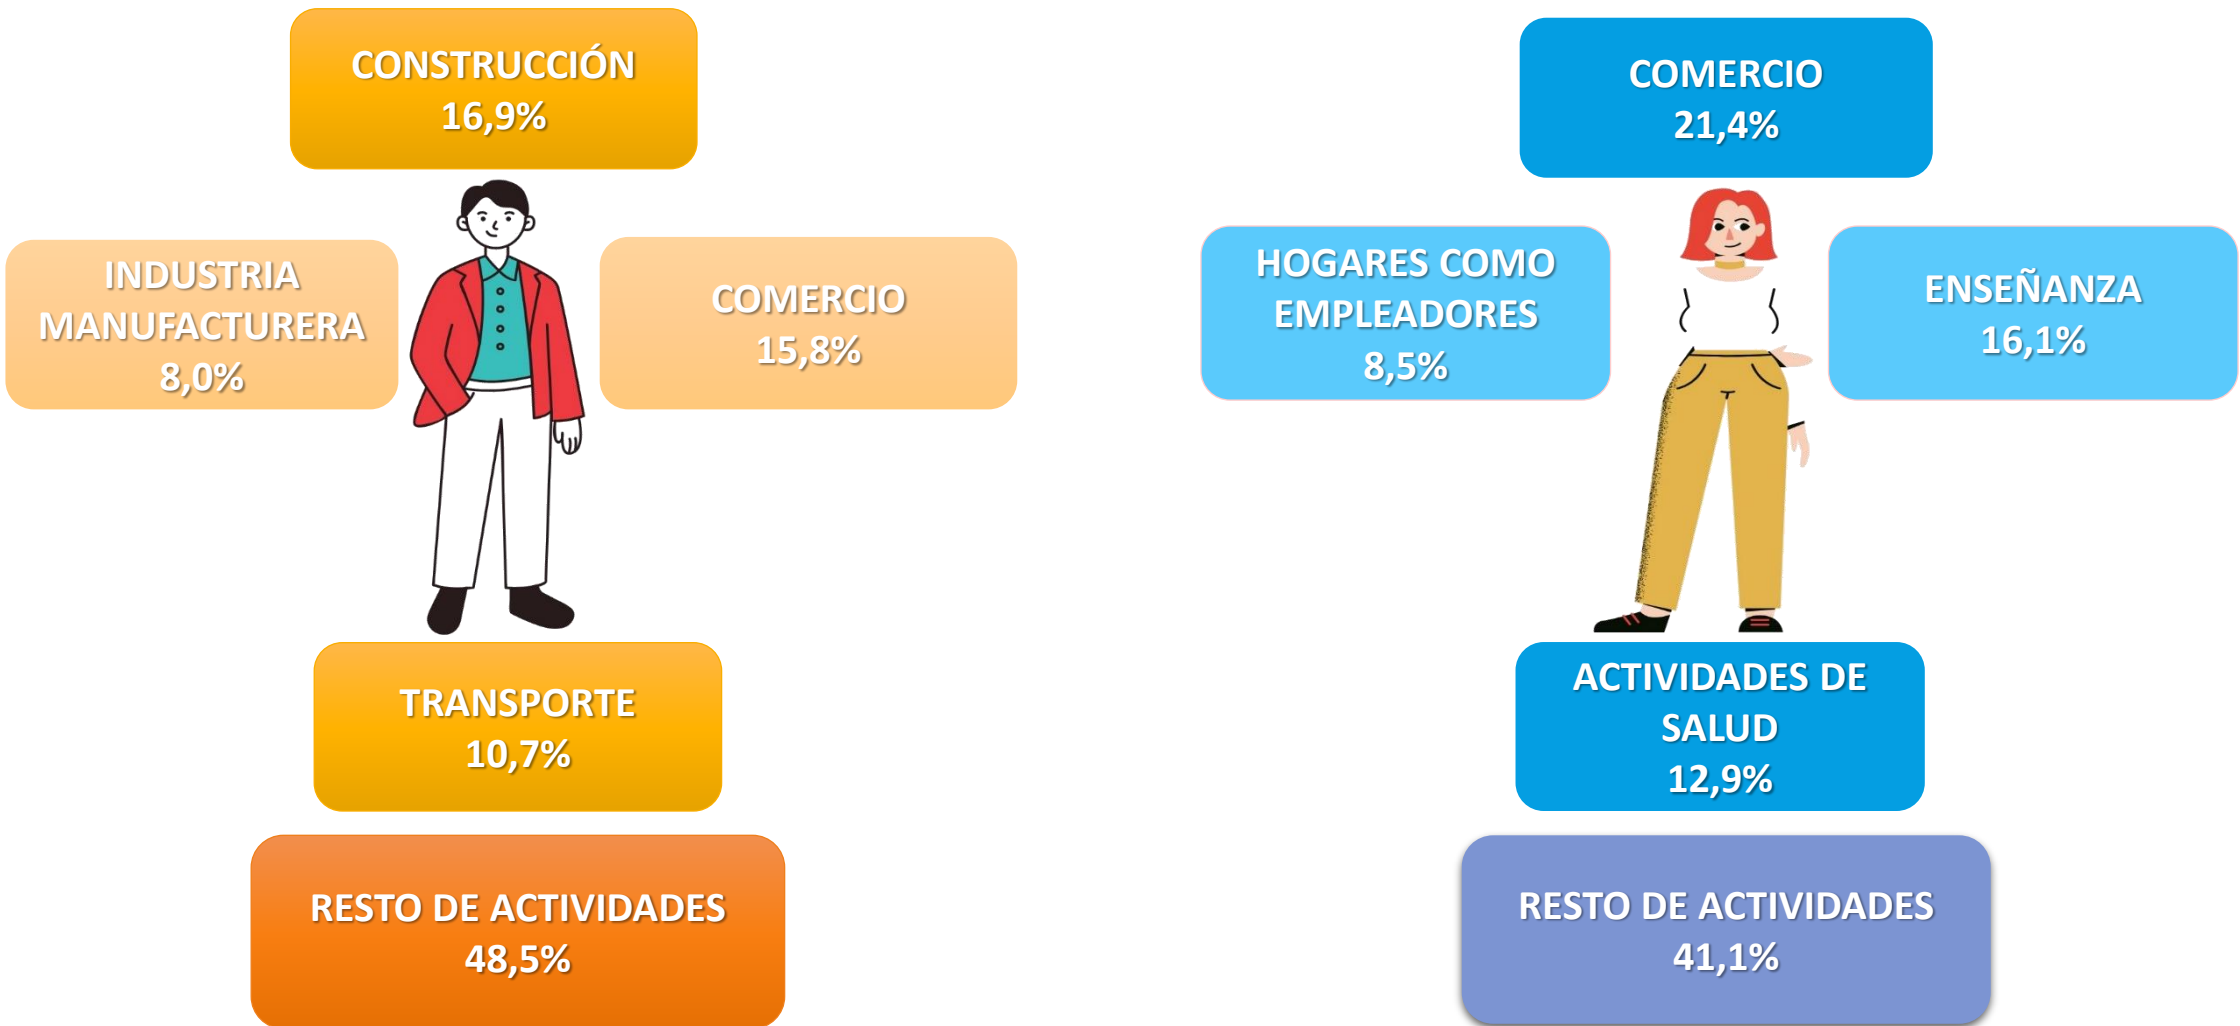 CONSTRUCCIÓN
16,9%
INDUSTRIA
MANUFACTURERA
8,0%
COMERCIO
15,8%
TRANSPORTE
10,7%
RESTO DE ACTIVIDADES
48,5%
COMERCIO
21,4%
HOGARES COMO
EMPLEADORES
8,5%
ENSEÑANZA
16,1%
ACTIVIDADES DE
SALUD
12,9%
RESTO DE ACTIVIDADES
41,1%